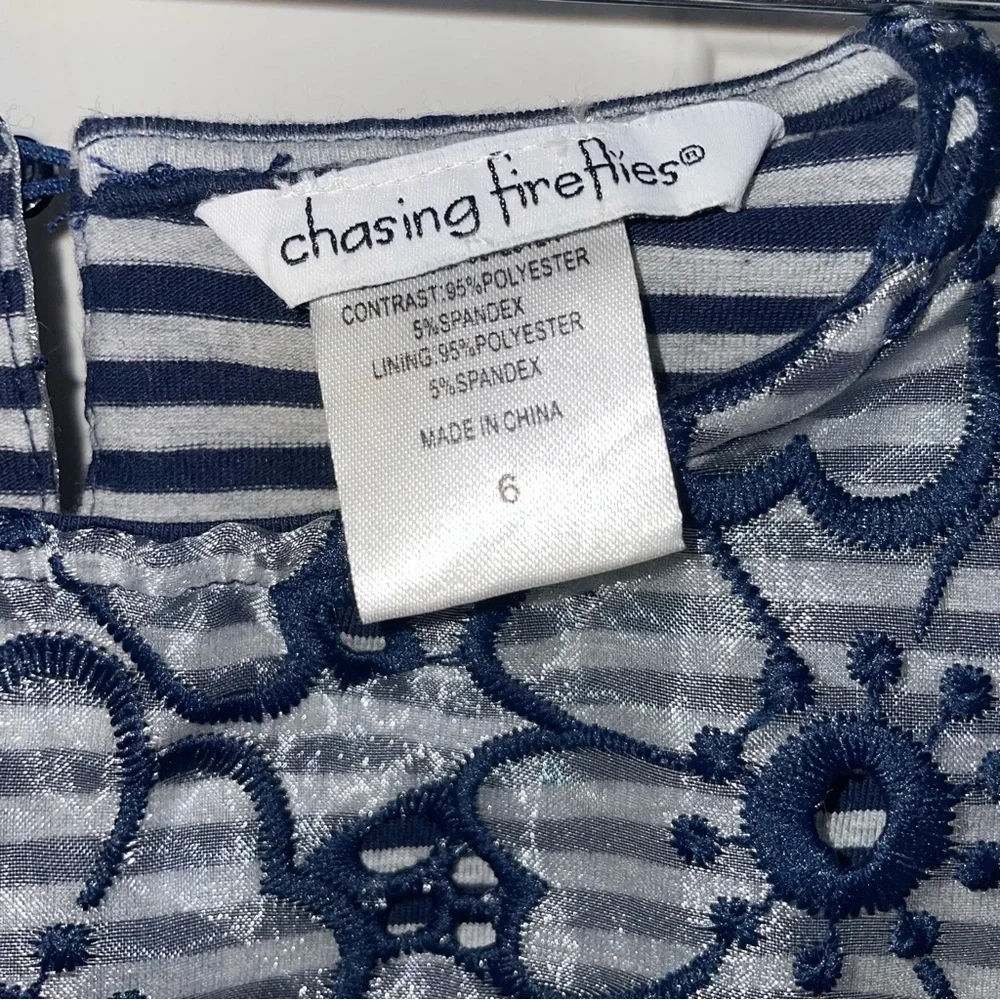 chasing fireflies®
CONTRAST:95%POLYESTER
5%SPANDEX
LINING:95%POLYESTER
5%SPANDEX
MADE IN CHINA
6